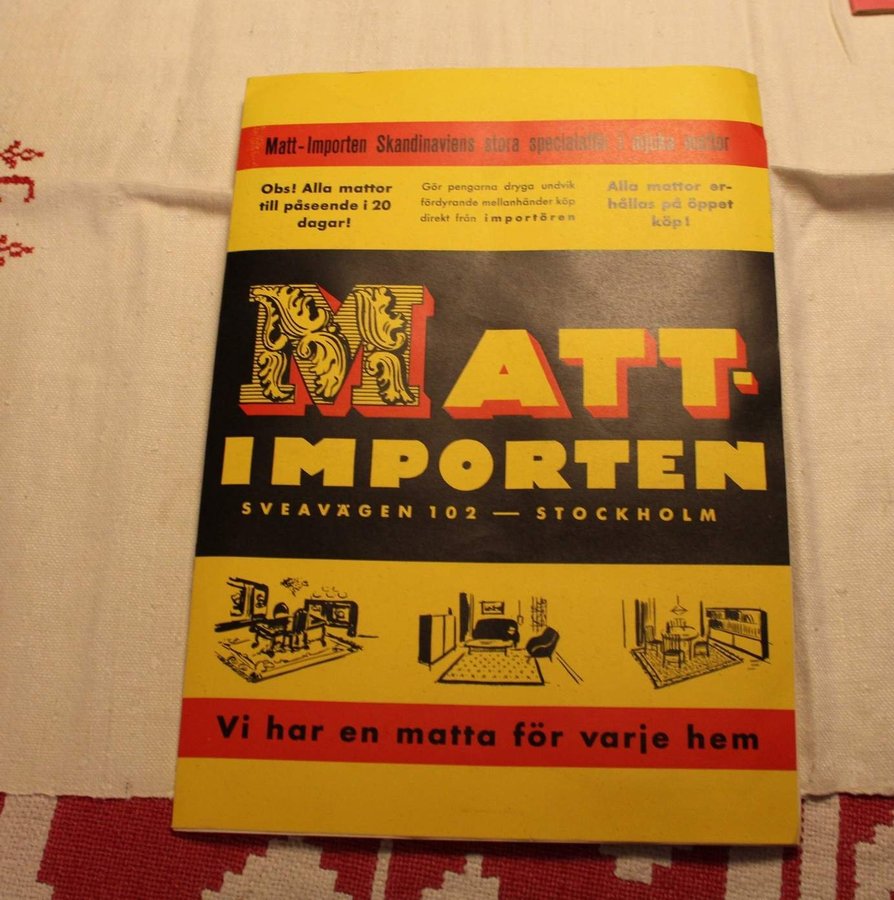 Matt-Importen Skandinaviens stora specialaffär i mjuka mattor
Obs! Alla mattor
till påseende i 20
dagar!
Gör pengarna dryga undvik
fördyrande mellanhänder köp
direkt från importören
Alla mattor er-
hållas på öppet
köp!
MATT-
IMPORTEN
SVEAVÄGEN 102 — STOCKHOLM
Vi har en matta för varje hem